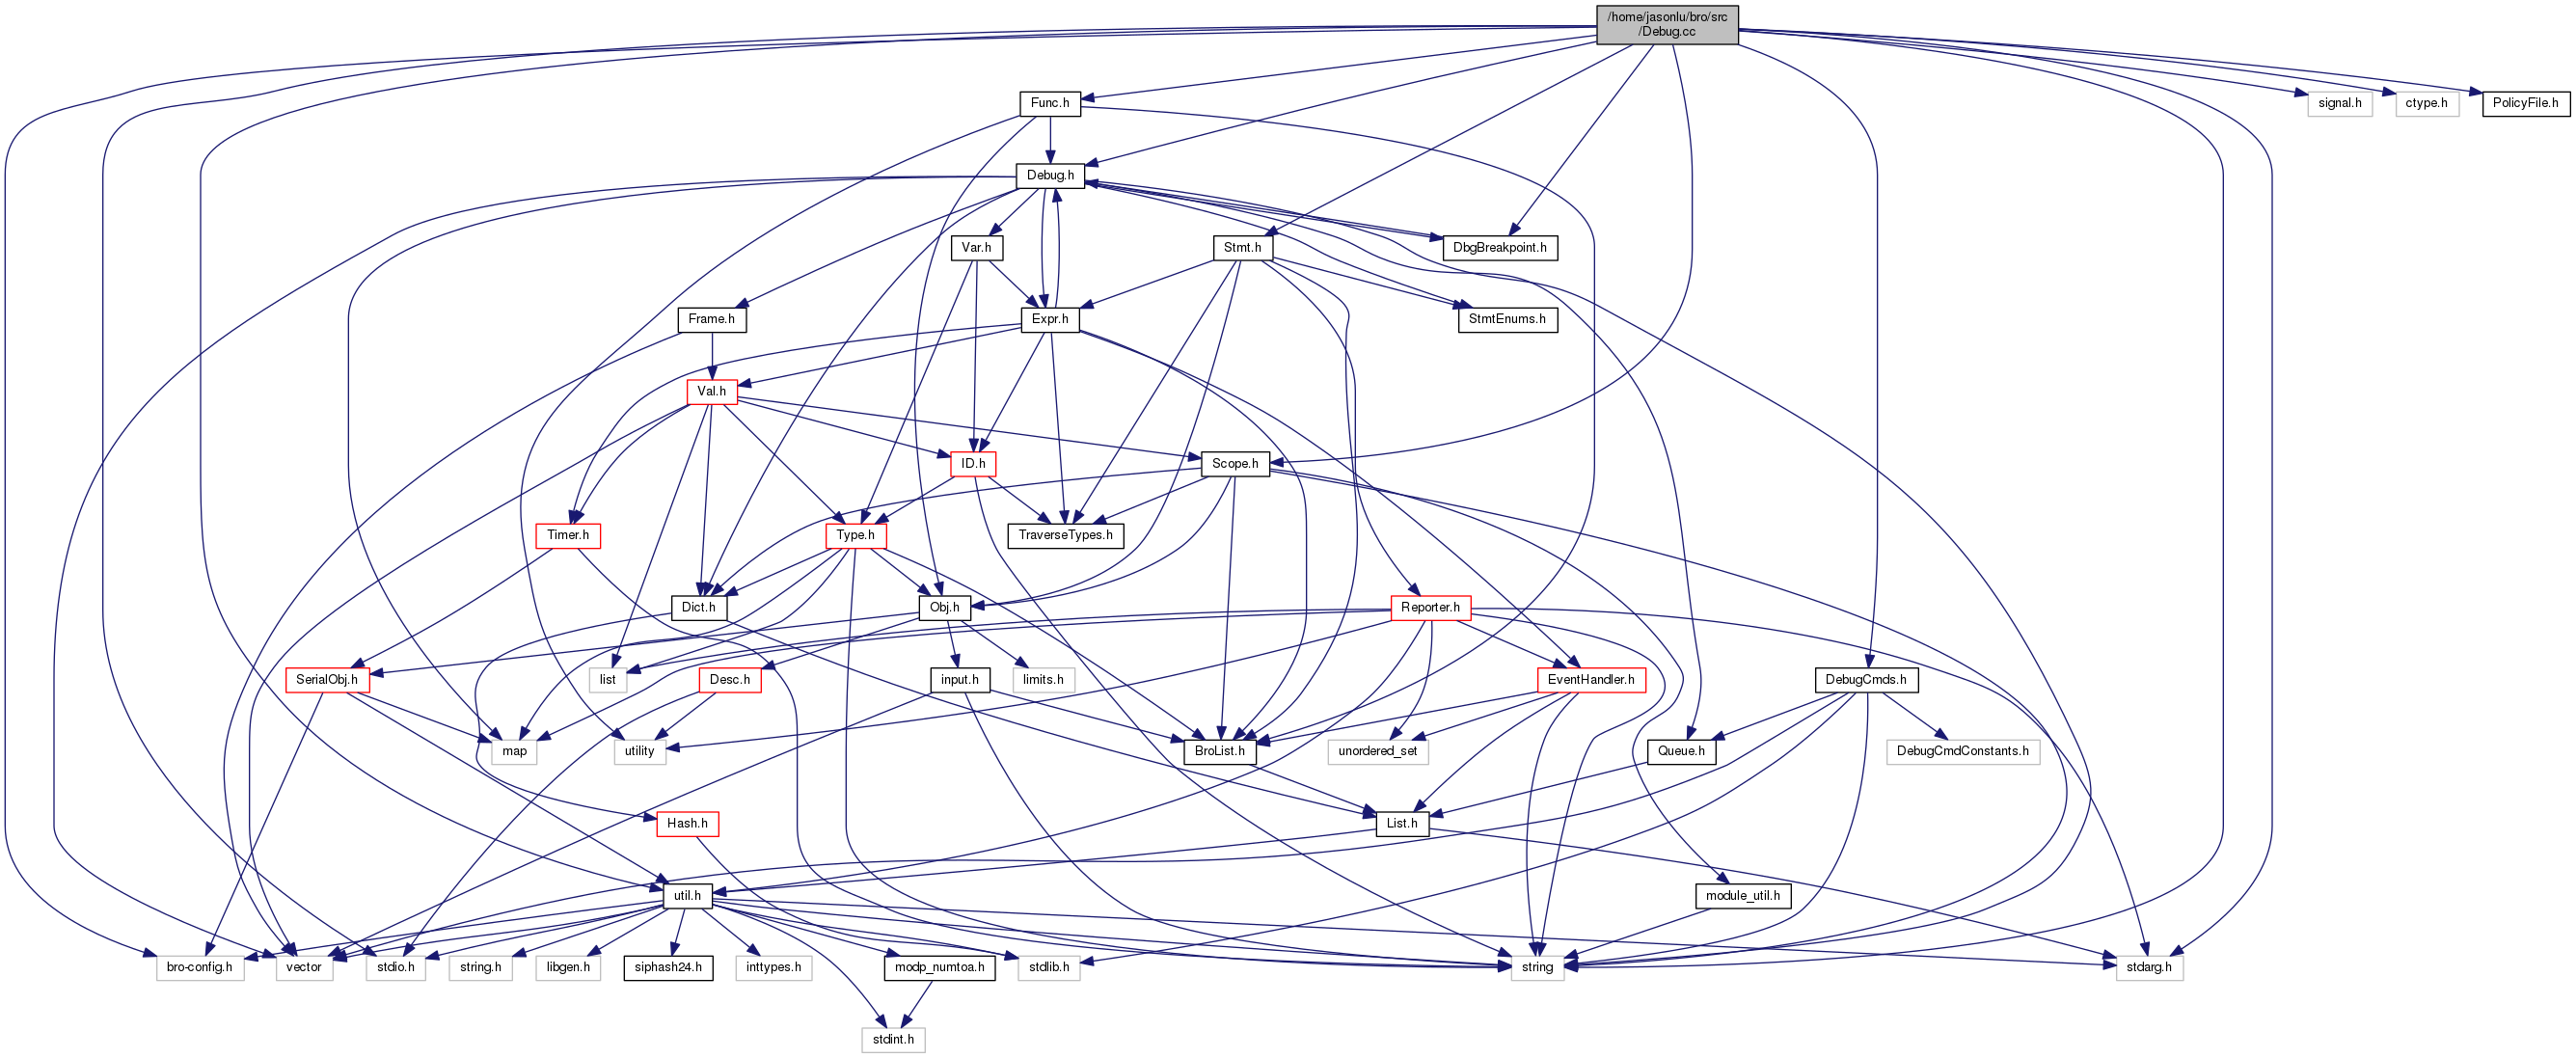 /home/jasonlu/bro/src
/Debug.cc
Func.h
signal.h
ctype.h
PolicyFile.h
Debug.h
Var.h
Stmt.h
DbgBreakpoint.h
Frame.h
Expr.h
StmtEnums.h
Val.h
ID.h
Scope.h
Timer.h
Type.h
TraverseTypes.h
Dict.h
Obj.h
Reporter.h
SerialObj.h
list
Desc.h
input.h
limits.h
EventHandler.h
DebugCmds.h
map
utility
BroList.h
unordered_set
Queue.h
DebugCmdConstants.h
Hash.h
List.h
util.h
module_util.h
bro-config.h
vector
stdio.h
string.h
libgen.h
siphash24.h
inttypes.h
modp_numtoa.h
stdlib.h
string
stdarg.h
stdint.h